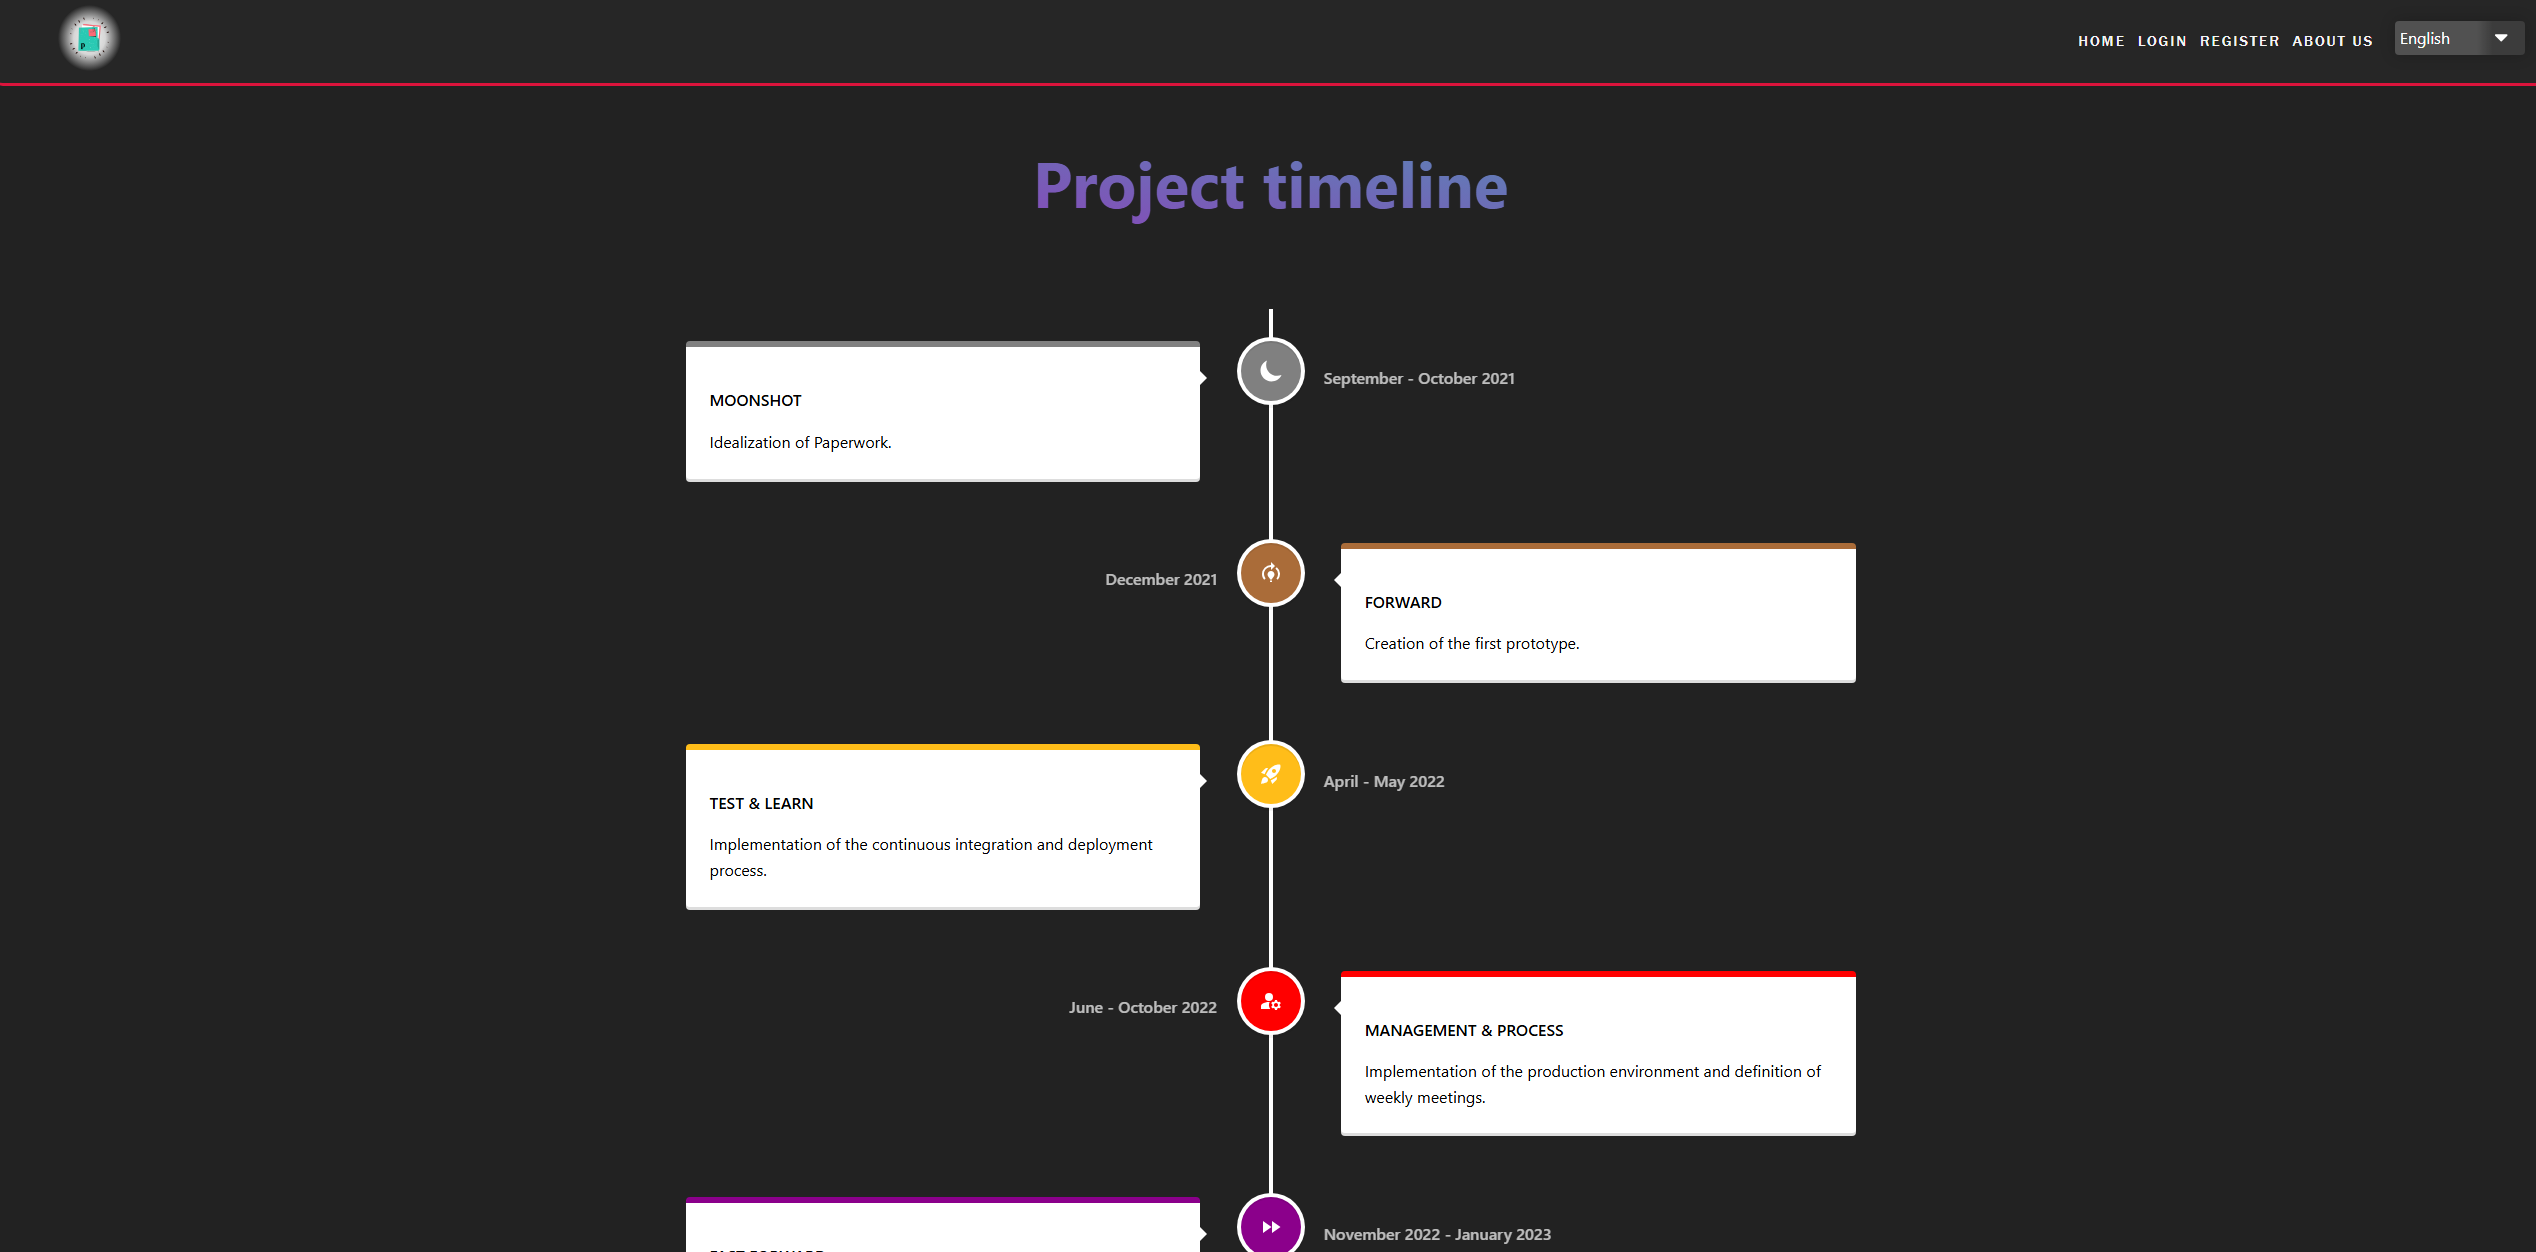 HOME LOGIN REGISTER ABOUT US English
Project timeline
MOONSHOT
Idealization of Paperwork.
September - October 2021
December 2021
FORWARD
Creation of the first prototype.
TEST & LEARN
Implementation of the continuous integration and deployment
process.
April - May 2022
June - October 2022
MANAGEMENT & PROCESS
Implementation of the production environment and definition of
weekly meetings.
November 2022 - January 2023